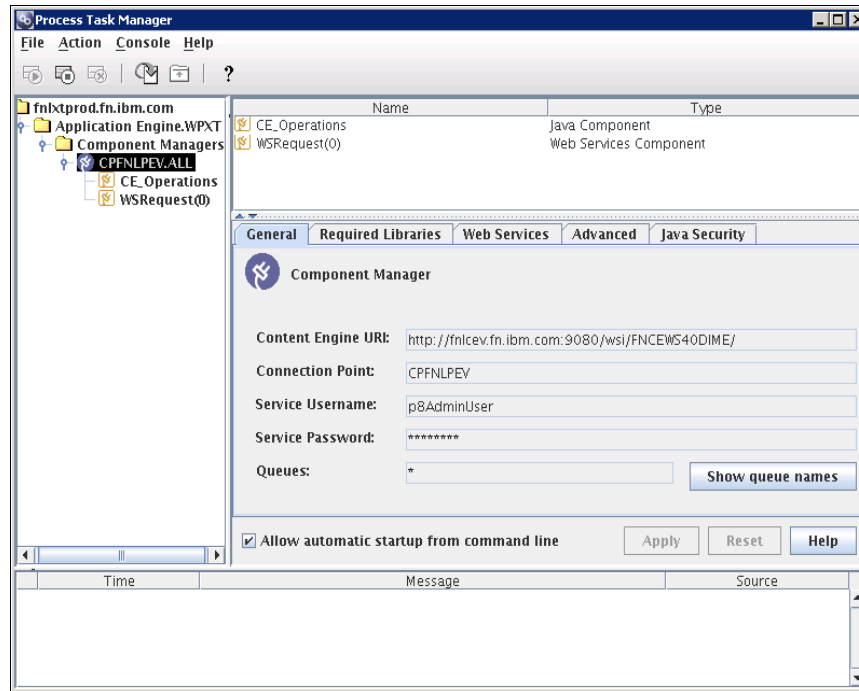 Process Task Manager
File Action Console Help
?
fnlxtprod.fn.ibm.com
Application Engine.WPXT
Component Managers
CPFNLPEV.ALL
CE_Operations
WSRequest(0)
Name Type
CE_Operations Java Component
WSRequest(0) Web Services Component
General Required Libraries Web Services Advanced Java Security
Component Manager
Content Engine URI: http://fnlcev.fn.ibm.com:9080/wsi/FNCEWS40DIME/
Connection Point: CPFNLPEV
Service Username: p8AdminUser
Service Password: ********
Queues: * Show queue names
Allow automatic startup from command line Apply Reset Help
Time Message Source